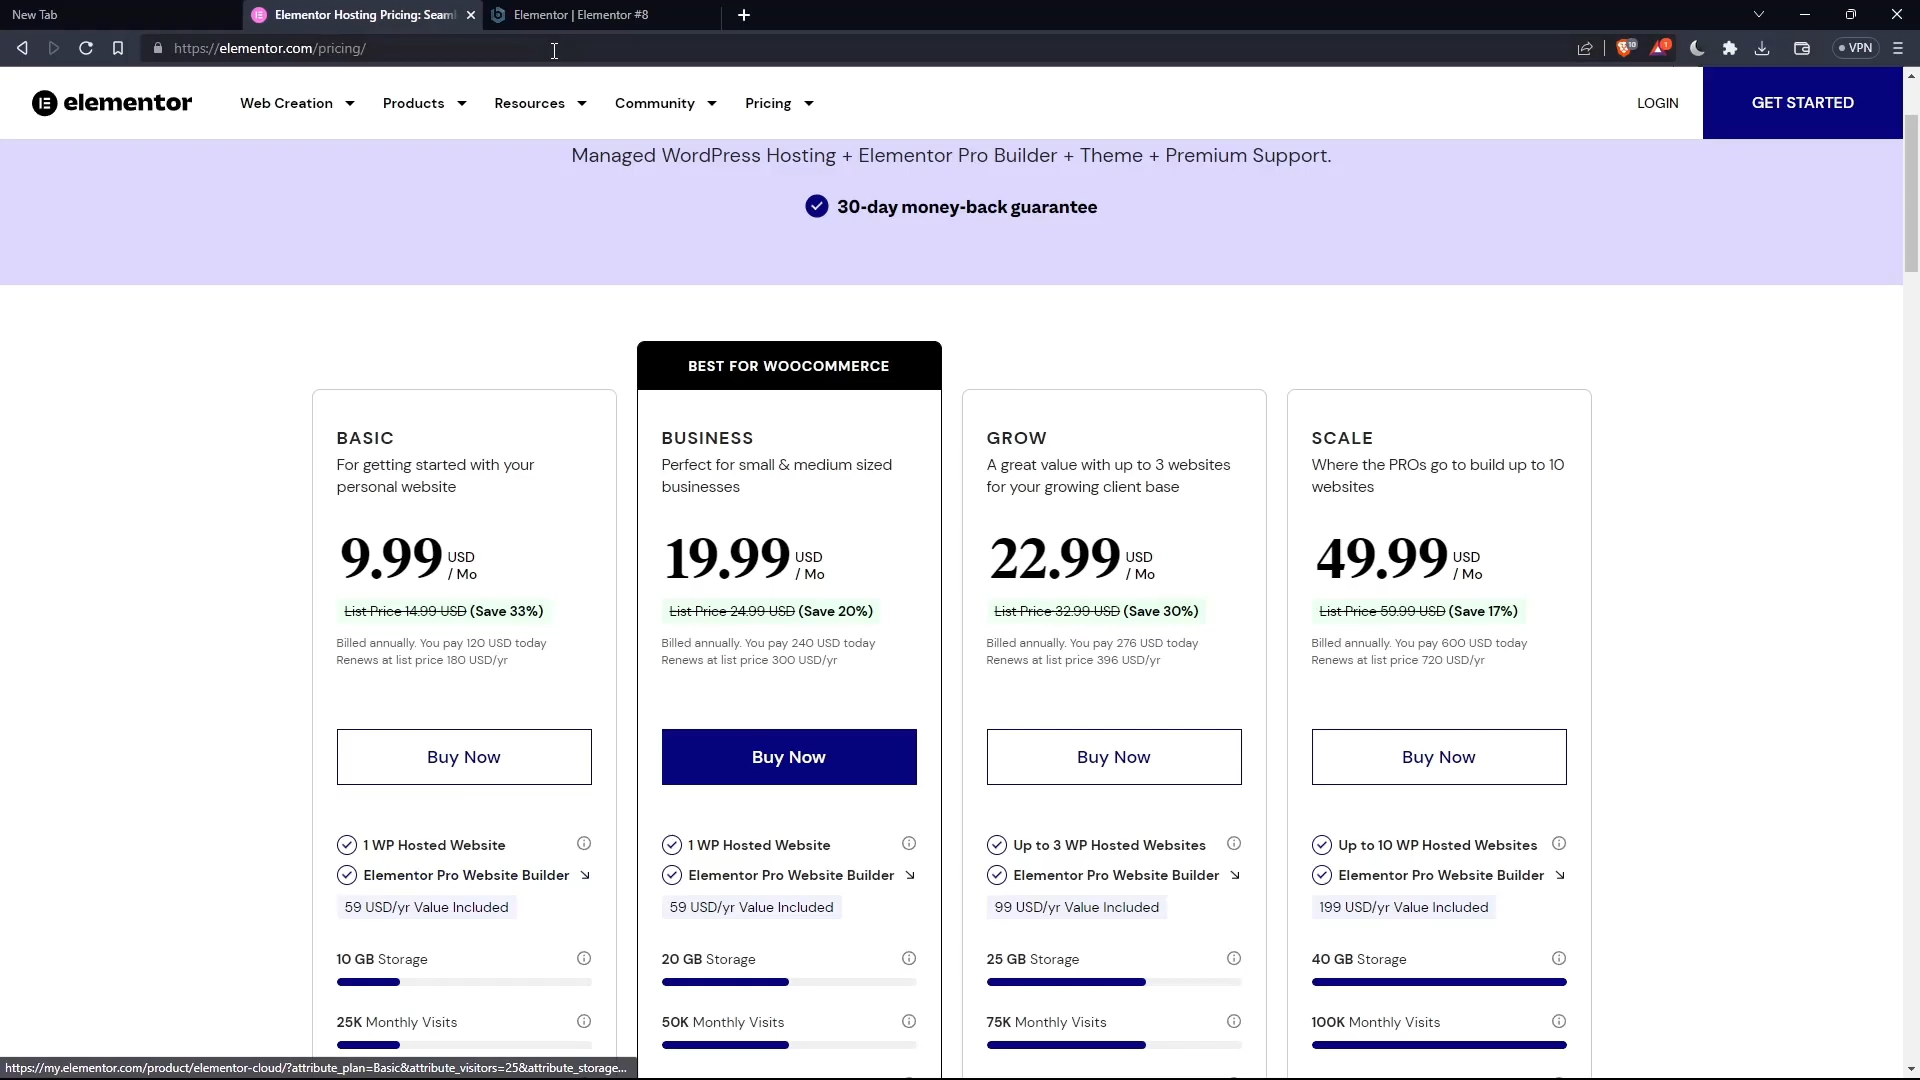 New Tab
Elementor Hosting Pricing: Seaml
Elementor | Elementor #8
https://elementor.com/pricing/
10
1
VPN
elementor
Web Creation
Products
Resources
Community
Pricing
LOGIN
GET STARTED
Managed WordPress Hosting + Elementor Pro Builder + Theme + Premium Support.
30-day money-back guarantee
BEST FOR WOOCOMMERCE
BASIC
For getting started with your
personal website
9.99 USD
/ Mo
List Price 14.99 USD (Save 33%)
Billed annually. You pay 120 USD today
Renews at list price 180 USD/yr
Buy Now
1 WP Hosted Website
Elementor Pro Website Builder
59 USD/yr Value Included
10 GB Storage
25K Monthly Visits
BUSINESS
Perfect for small & medium sized
businesses
19.99 USD
/ Mo
List Price 24.99 USD (Save 20%)
Billed annually. You pay 240 USD today
Renews at list price 300 USD/yr
Buy Now
1 WP Hosted Website
Elementor Pro Website Builder
59 USD/yr Value Included
20 GB Storage
50K Monthly Visits
GROW
A great value with up to 3 websites
for your growing client base
22.99 USD
/ Mo
List Price 32.99 USD (Save 30%)
Billed annually. You pay 276 USD today
Renews at list price 396 USD/yr
Buy Now
Up to 3 WP Hosted Websites
Elementor Pro Website Builder
99 USD/yr Value Included
25 GB Storage
75K Monthly Visits
SCALE
Where the PROs go to build up to 10
websites
49.99 USD
/ Mo
List Price 59.99 USD (Save 17%)
Billed annually. You pay 600 USD today
Renews at list price 720 USD/yr
Buy Now
Up to 10 WP Hosted Websites
Elementor Pro Website Builder
199 USD/yr Value Included
40 GB Storage
100K Monthly Visits
https://my.elementor.com/product/elementor-cloud/?attribute_plan=Basic&attribute_visitors=25&attribute_storage...